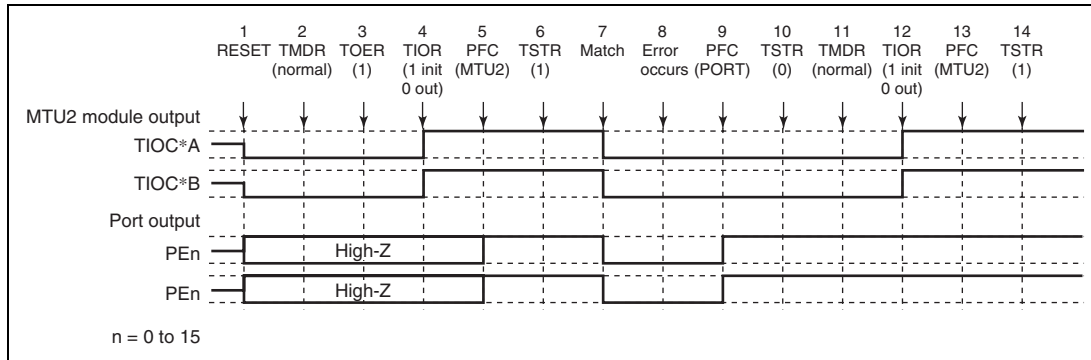 1 2 3 4 5 6 7 8 9 10 11 12 13 14
RESET TMDR TOER TIOR PFC TSTR Match Error PFC TSTR TMDR TIOR PFC TSTR
(normal) (1) (1 init (MTU2) (1) occurs (PORT) (0) (normal) (1 init (MTU2) (1)
0 out) 0 out)
MTU2 module output
TIOC*A
TIOC*B
Port output
PEn High-Z
PEn High-Z
n = 0 to 15